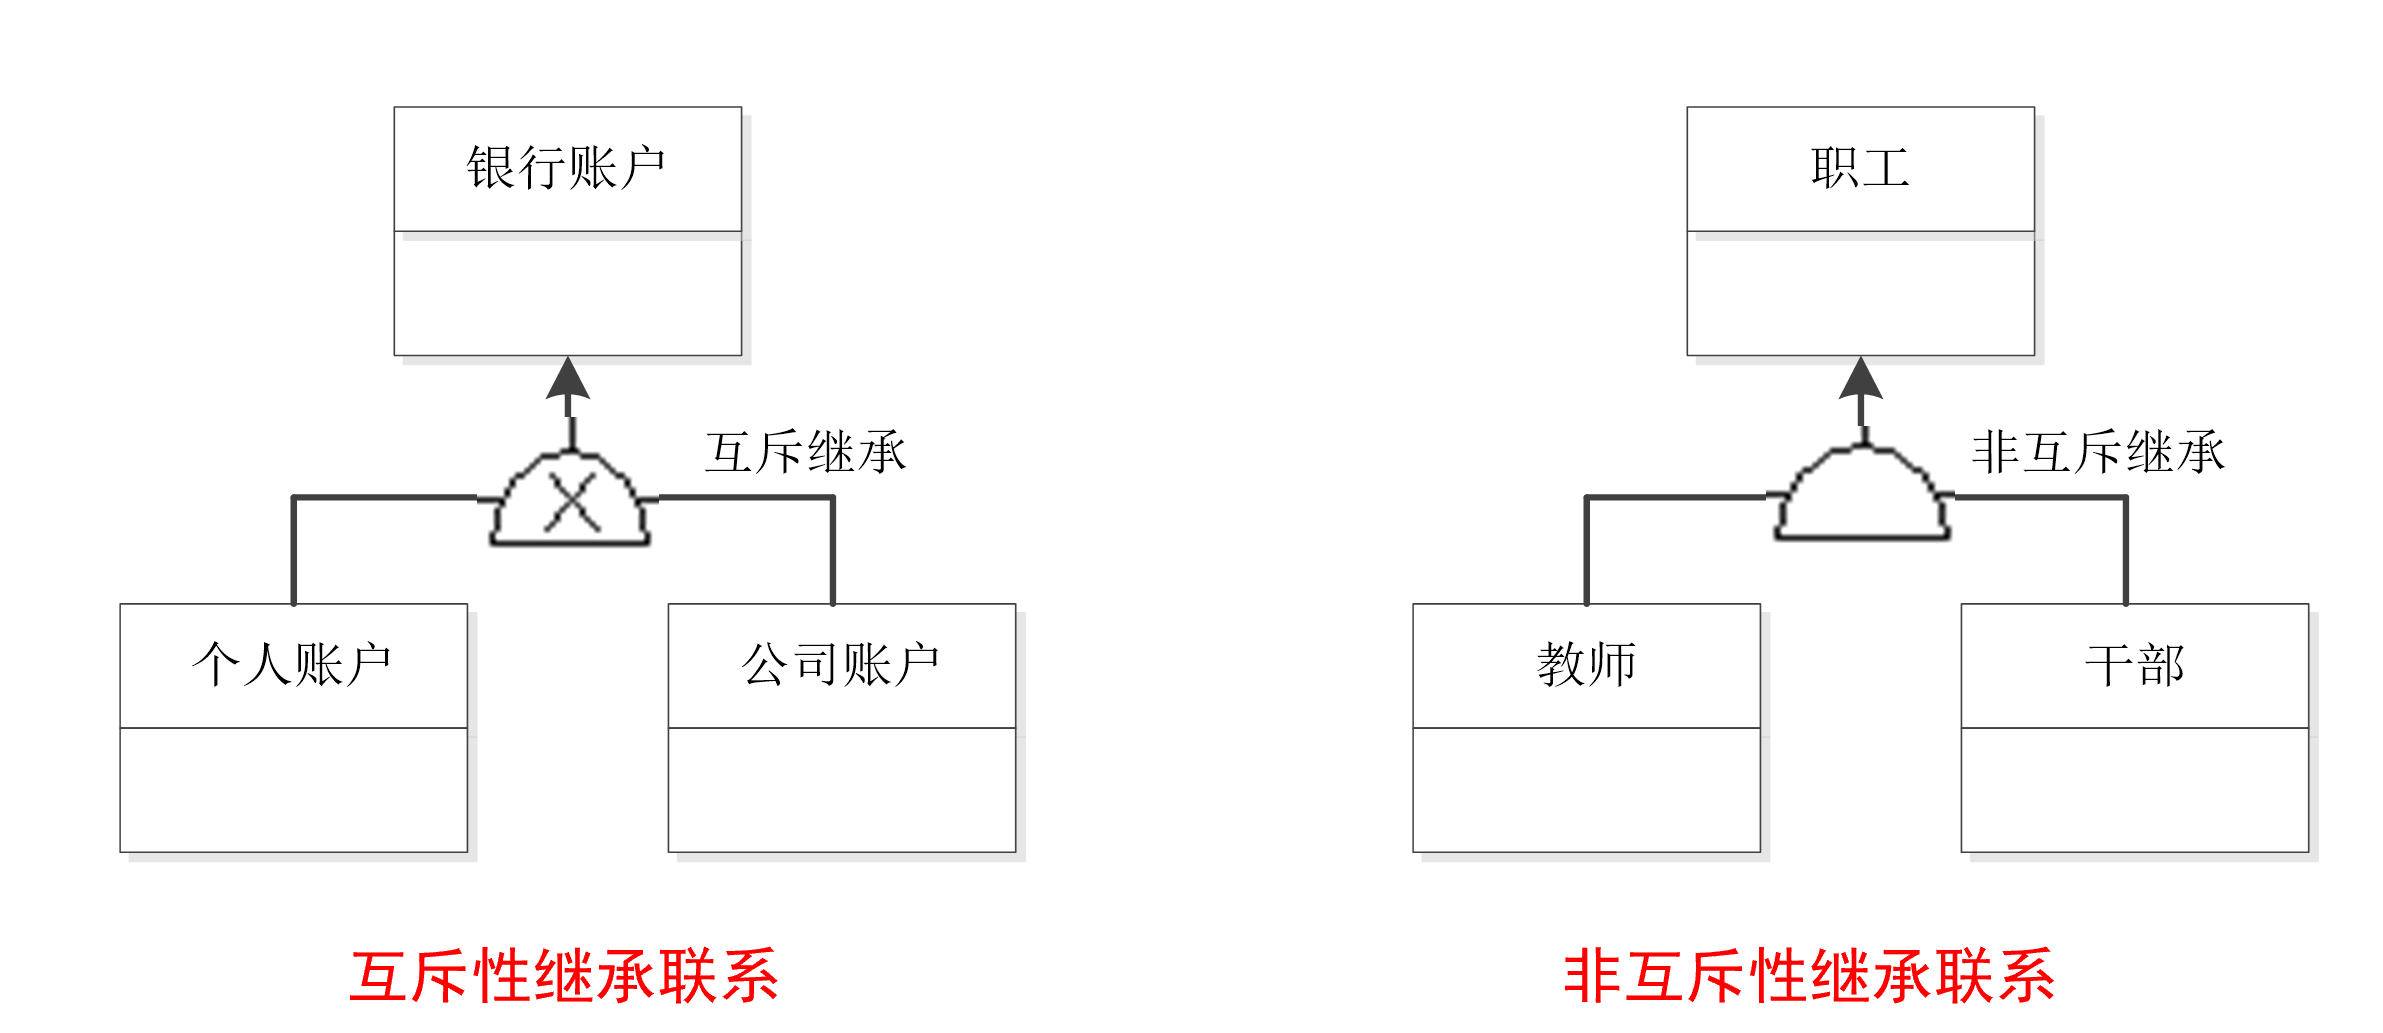 银行账户
互斥继承
个人账户
公司账户
互斥性继承联系
职工
非互斥继承
教师
干部
非互斥性继承联系